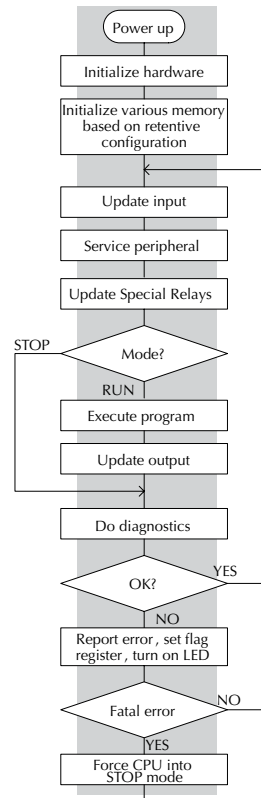 Power up
Initialize hardware
Initialize various memory
based on retentive
configuration
Update input
Service peripheral
Update Special Relays
STOP
Mode?
RUN
Execute program
Update output
Do diagnostics
YES
OK?
NO
Report error , set flag
register , turn on LED
NO
Fatal error
YES
Force CPU into
STOP mode